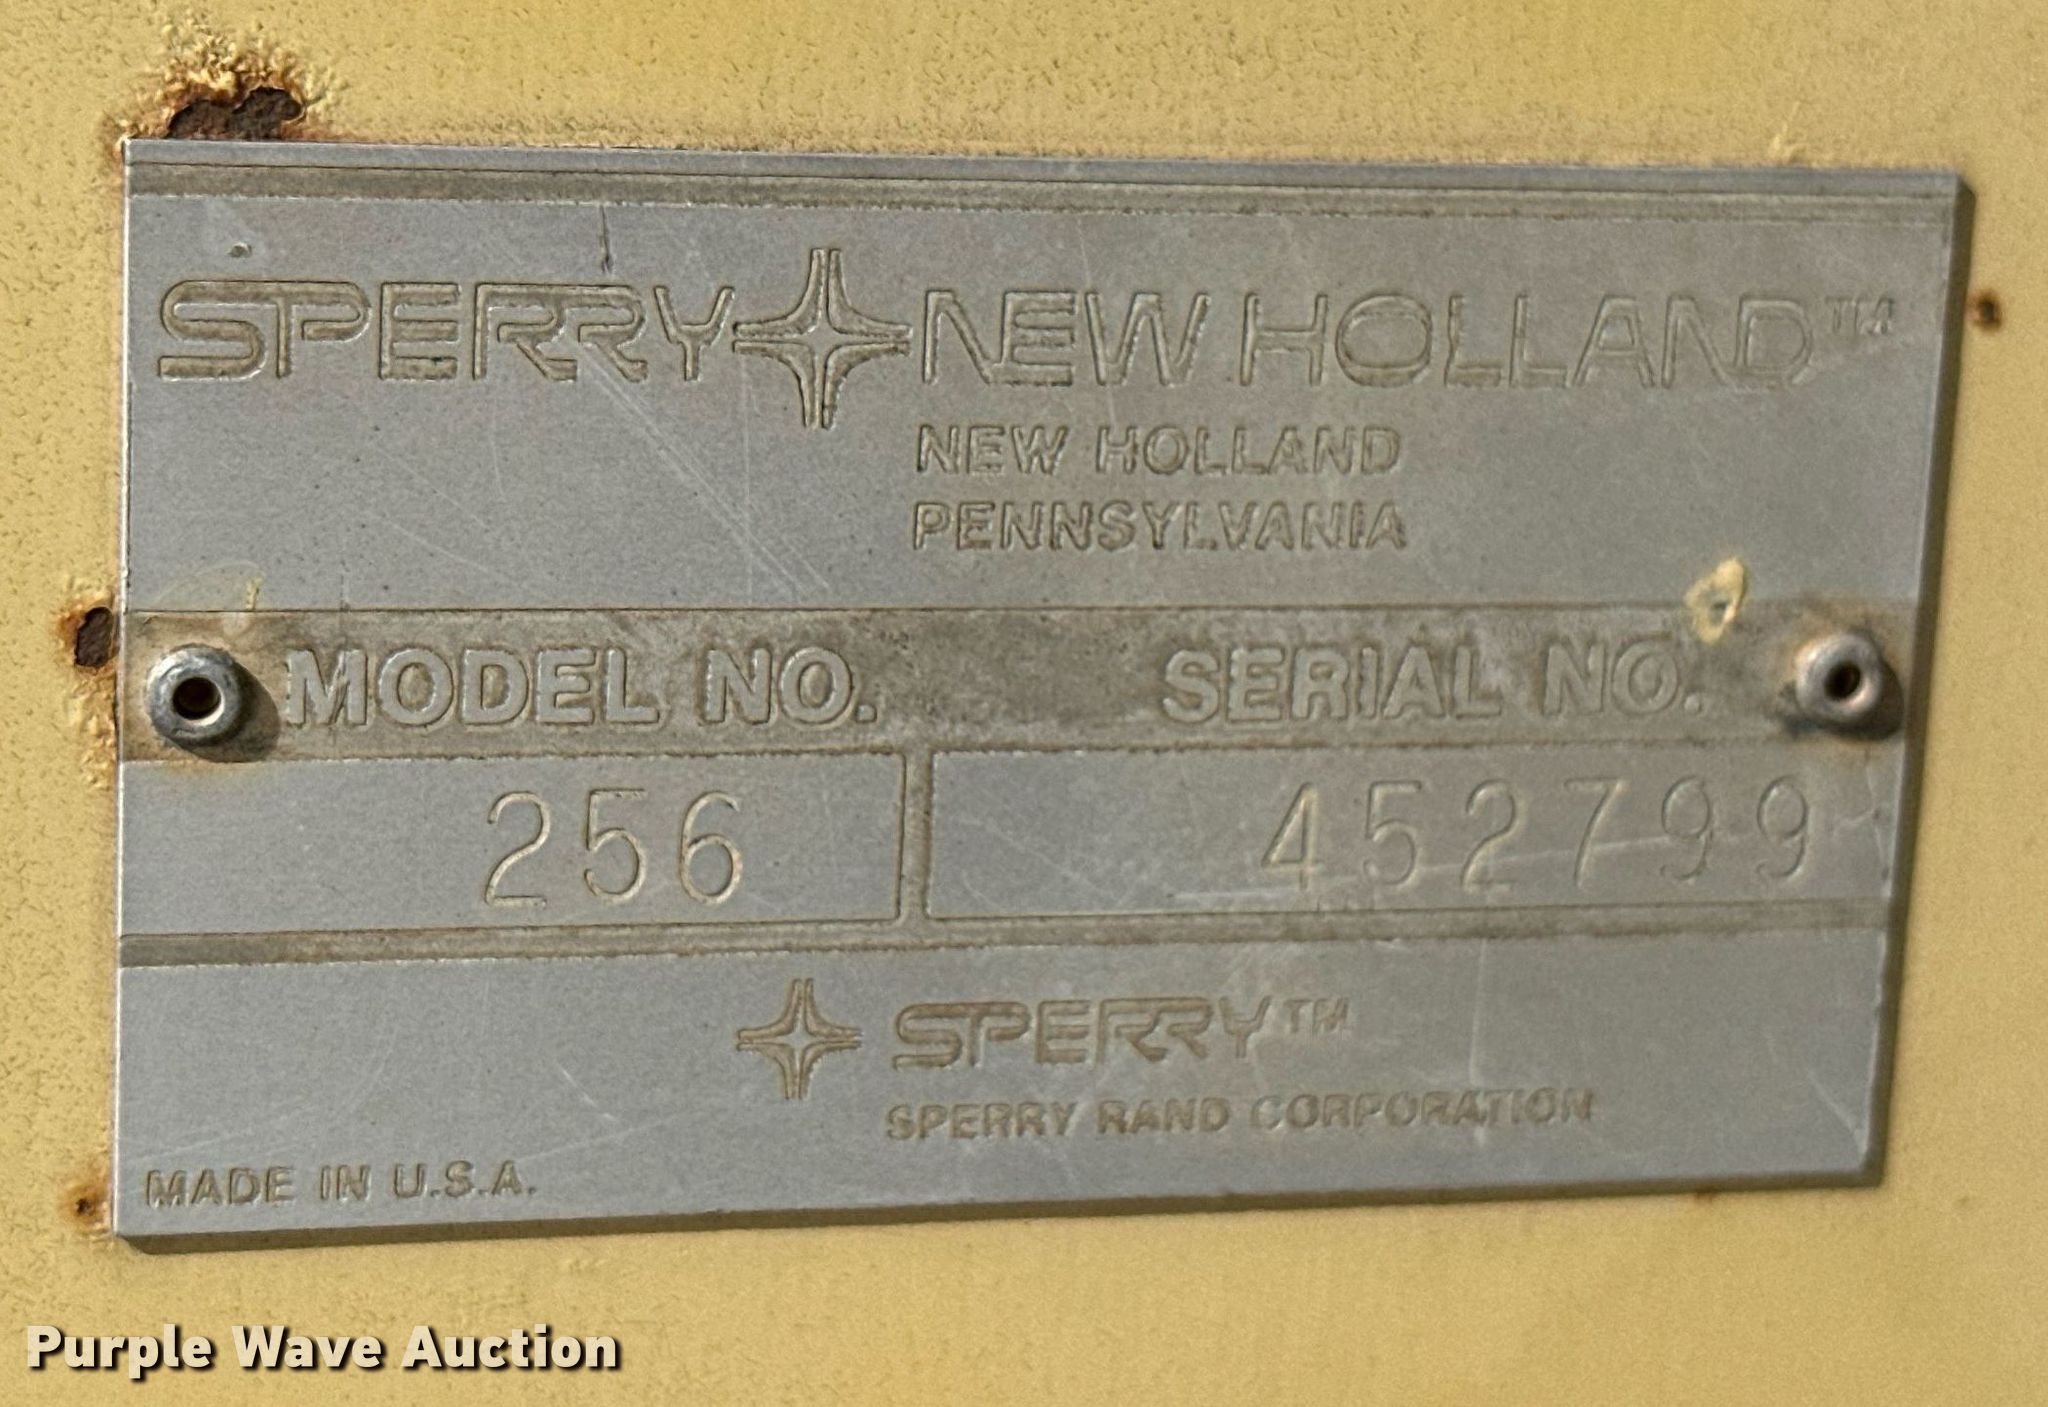 SPERRY NEW HOLLAND™
NEW HOLLAND
PENNSYLVANIA
MODEL NO. SERIAL NO.
256 452799
SPERRY™
SPERRY RAND CORPORATION
MADE IN U.S.A.
Purple Wave Auction